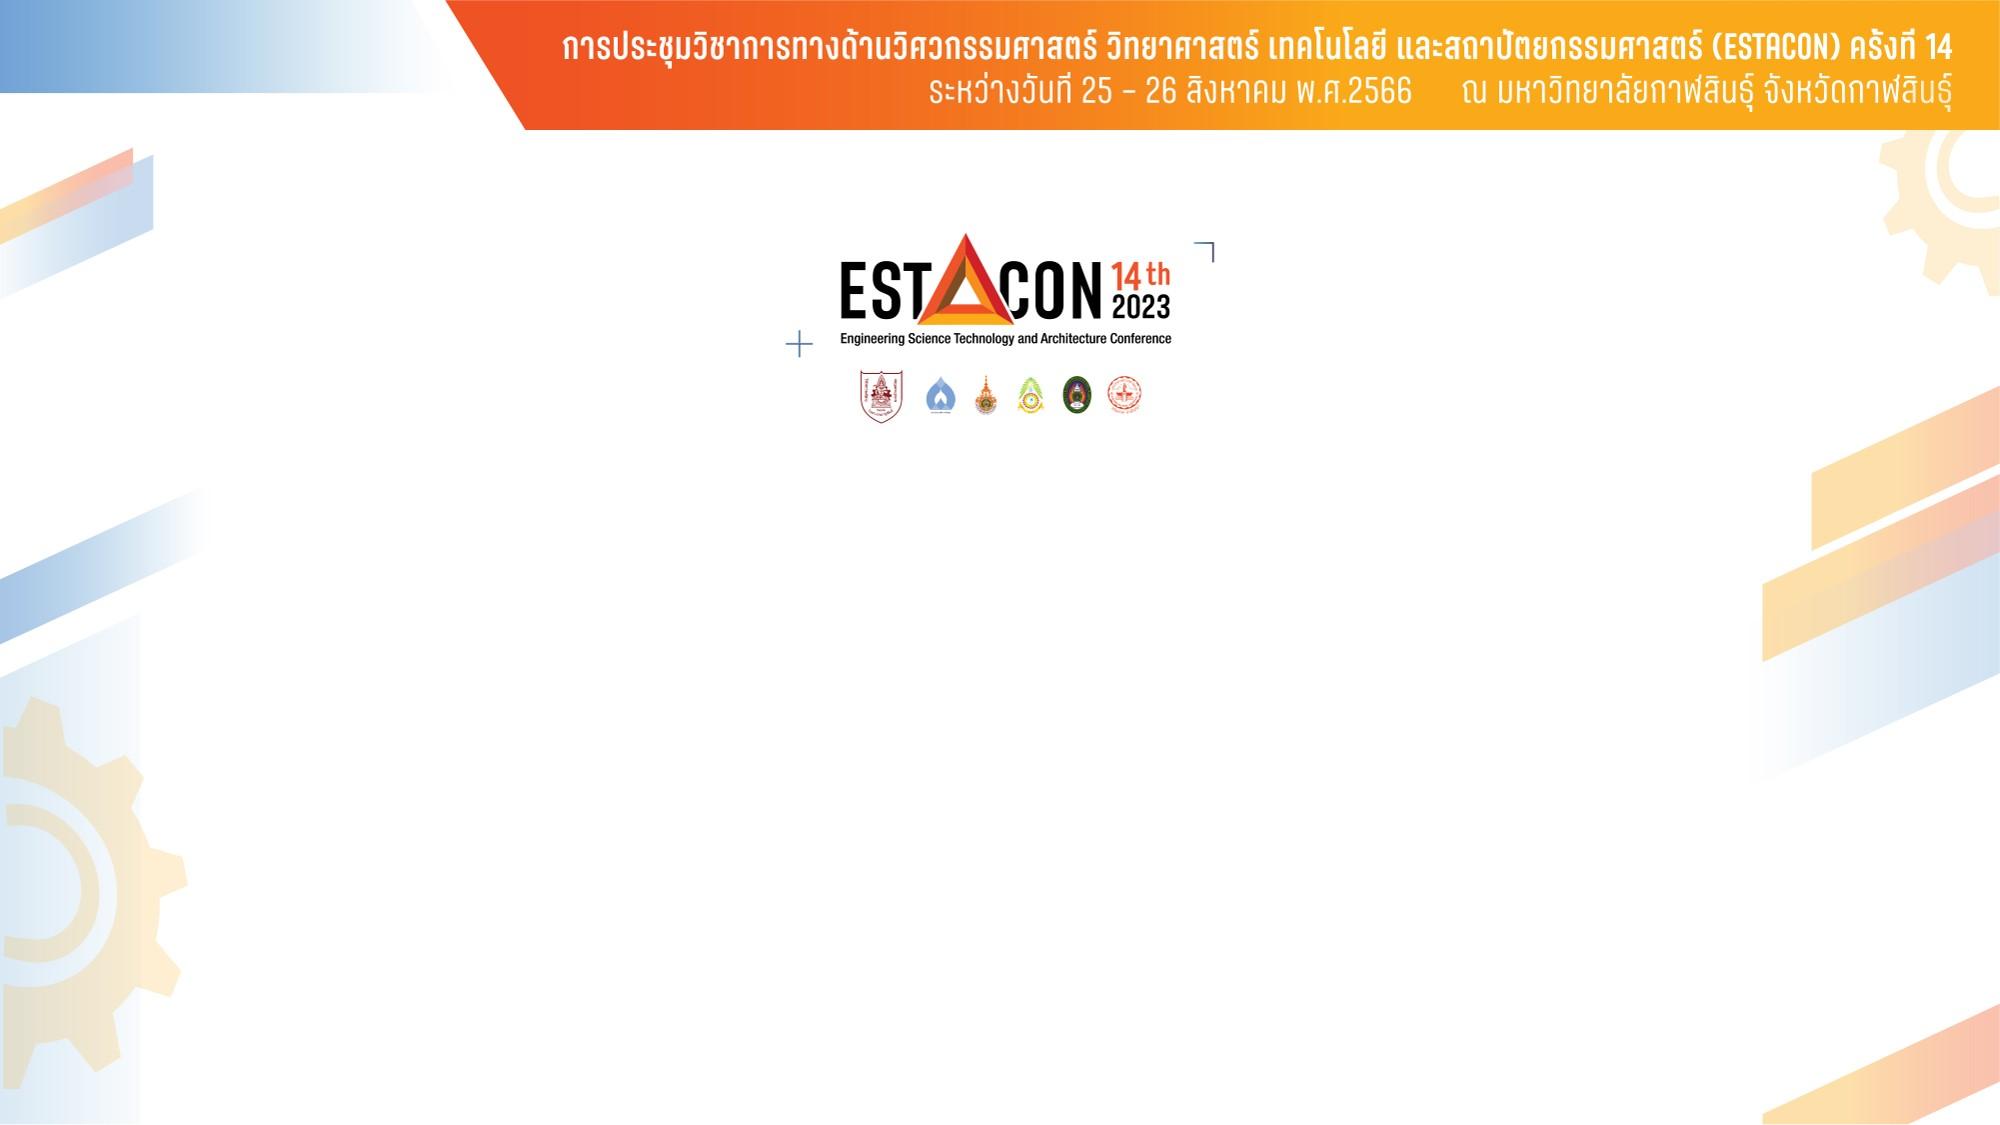 การประชุมวิชาการทางด้านวิศวกรรมศาสตร์ วิทยาศาสตร์ เทคโนโลยี และสถาปัตยกรรมศาสตร์ (ESTACON) ครั้งที่ 14
ระหว่างวันที่ 25 - 26 สิงหาคม พ.ศ.2566 ณ มหาวิทยาลัยกาฬสินธุ์ จังหวัดกาฬสินธุ์
ESTACON 14th
2023
Engineering Science Technology and Architecture Conference